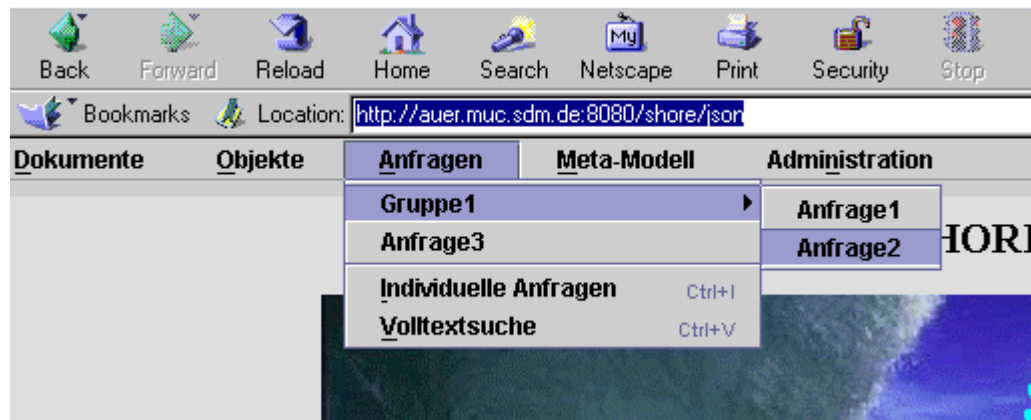 My
Back Forward Reload Home Search Netscape Print Security Stop
Bookmarks Location: http://auer.muc.sdm.de:8080/shore/json
Dokumente Objekte Anfragen Meta-Modell Administration
Gruppe1 Anfrage1
Anfrage3 Anfrage2
Individuelle Anfragen Ctrl+I
Volltextsuche Ctrl+V